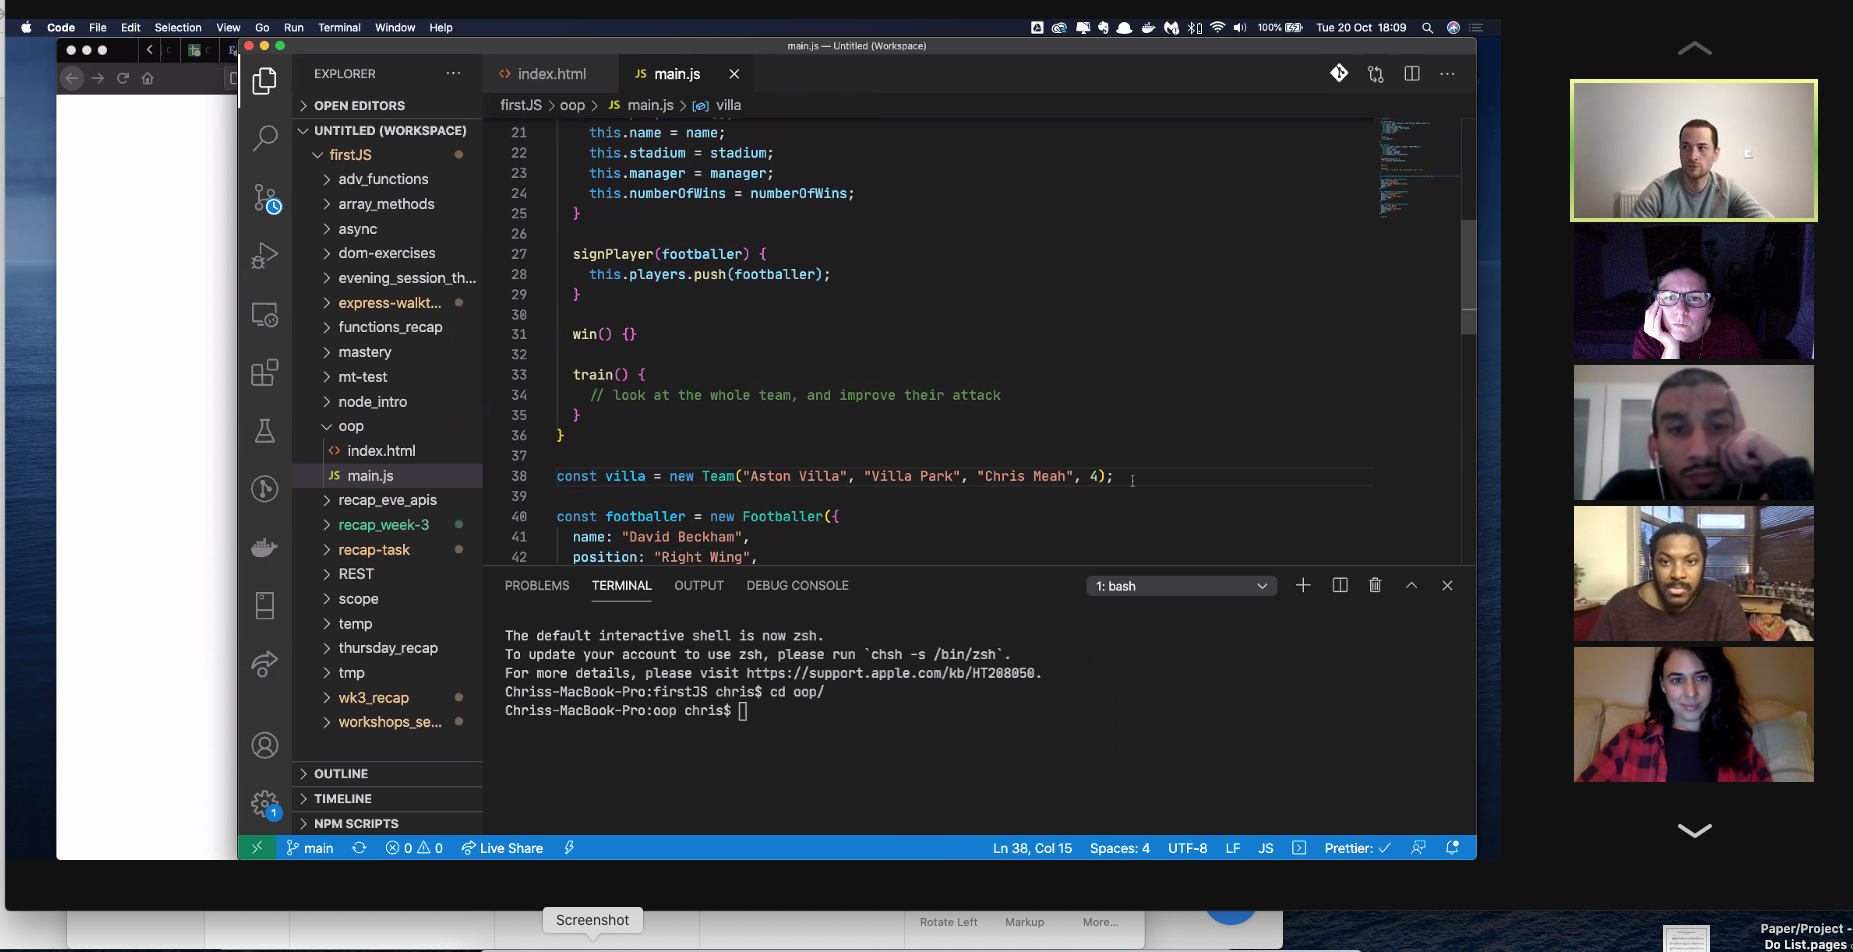 Code File Edit Selection View Go Run Terminal Window Help
100% Tue 20 Oct 18:09
main.js — Untitled (Workspace)
EXPLORER
index.html
JS main.js
firstJS > oop > JS main.js > villa
OPEN EDITORS
UNTITLED (WORKSPACE)
firstJS
adv_functions
array_methods
async
dom-exercises
evening_session_th...
express-walkt...
functions_recap
mastery
mt-test
node_intro
oop
index.html
JS main.js
recap_eve_apis
recap_week-3
recap-task
REST
scope
temp
thursday_recap
tmp
wk3_recap
workshops_se...
OUTLINE
TIMELINE
NPM SCRIPTS
21 this.name = name;
22 this.stadium = stadium;
23 this.manager = manager;
24 this.numberOfWins = numberOfWins;
25 }
26
27 signPlayer(footballer) {
28 this.players.push(footballer);
29 }
30
31 win() {}
32
33 train() {
34 // look at the whole team, and improve their attack
35 }
36 }
37
38 const villa = new Team("Aston Villa", "Villa Park", "Chris Meah", 4);
39
40 const footballer = new Footballer({
41 name: "David Beckham",
42 position: "Right Wing",
PROBLEMS TERMINAL OUTPUT DEBUG CONSOLE
1: bash
The default interactive shell is now zsh.
To update your account to use zsh, please run `chsh -s /bin/zsh`.
For more details, please visit https://support.apple.com/kb/HT208050.
Chriss-MacBook-Pro:firstJS chris$ cd oop/
Chriss-MacBook-Pro:oop chris$
1
main 0 0 Live Share
Ln 38, Col 15 Spaces: 4 UTF-8 LF JS Prettier: ✓
Screenshot
Rotate Left Markup More...
Paper/Project -
Do List.pages